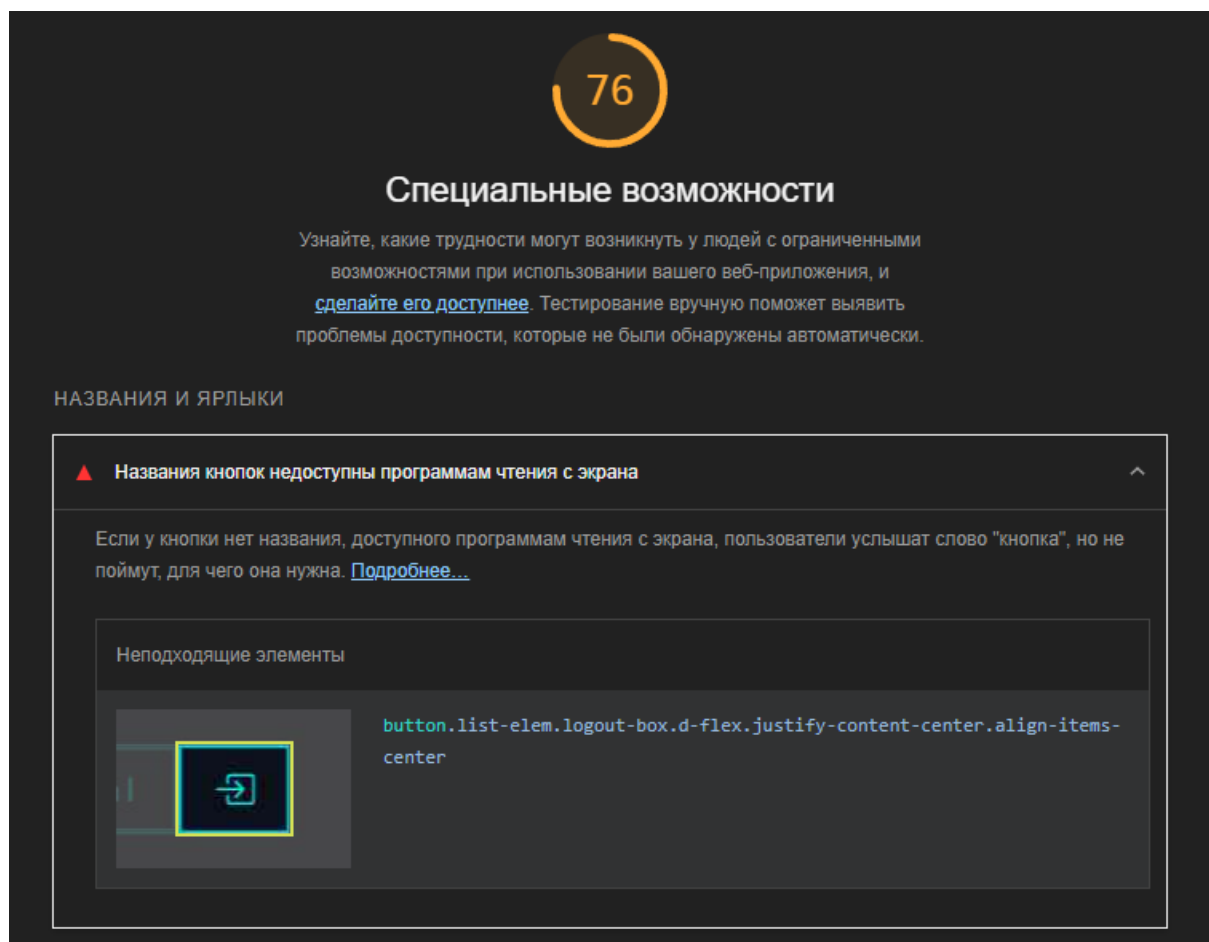 76
Специальные возможности
Узнайте, какие трудности могут возникнуть у людей с ограниченными
возможностями при использовании вашего веб-приложения, и
сделайте его доступнее. Тестирование вручную поможет выявить
проблемы доступности, которые не были обнаружены автоматически.
НАЗВАНИЯ И ЯРЛЫКИ
Названия кнопок недоступны программам чтения с экрана
Если у кнопки нет названия, доступного программам чтения с экрана, пользователи услышат слово "кнопка", но не
поймут, для чего она нужна. Подробнее...
Неподходящие элементы
button.list-elem.logout-box.d-flex.justify-content-center.align-items-
center